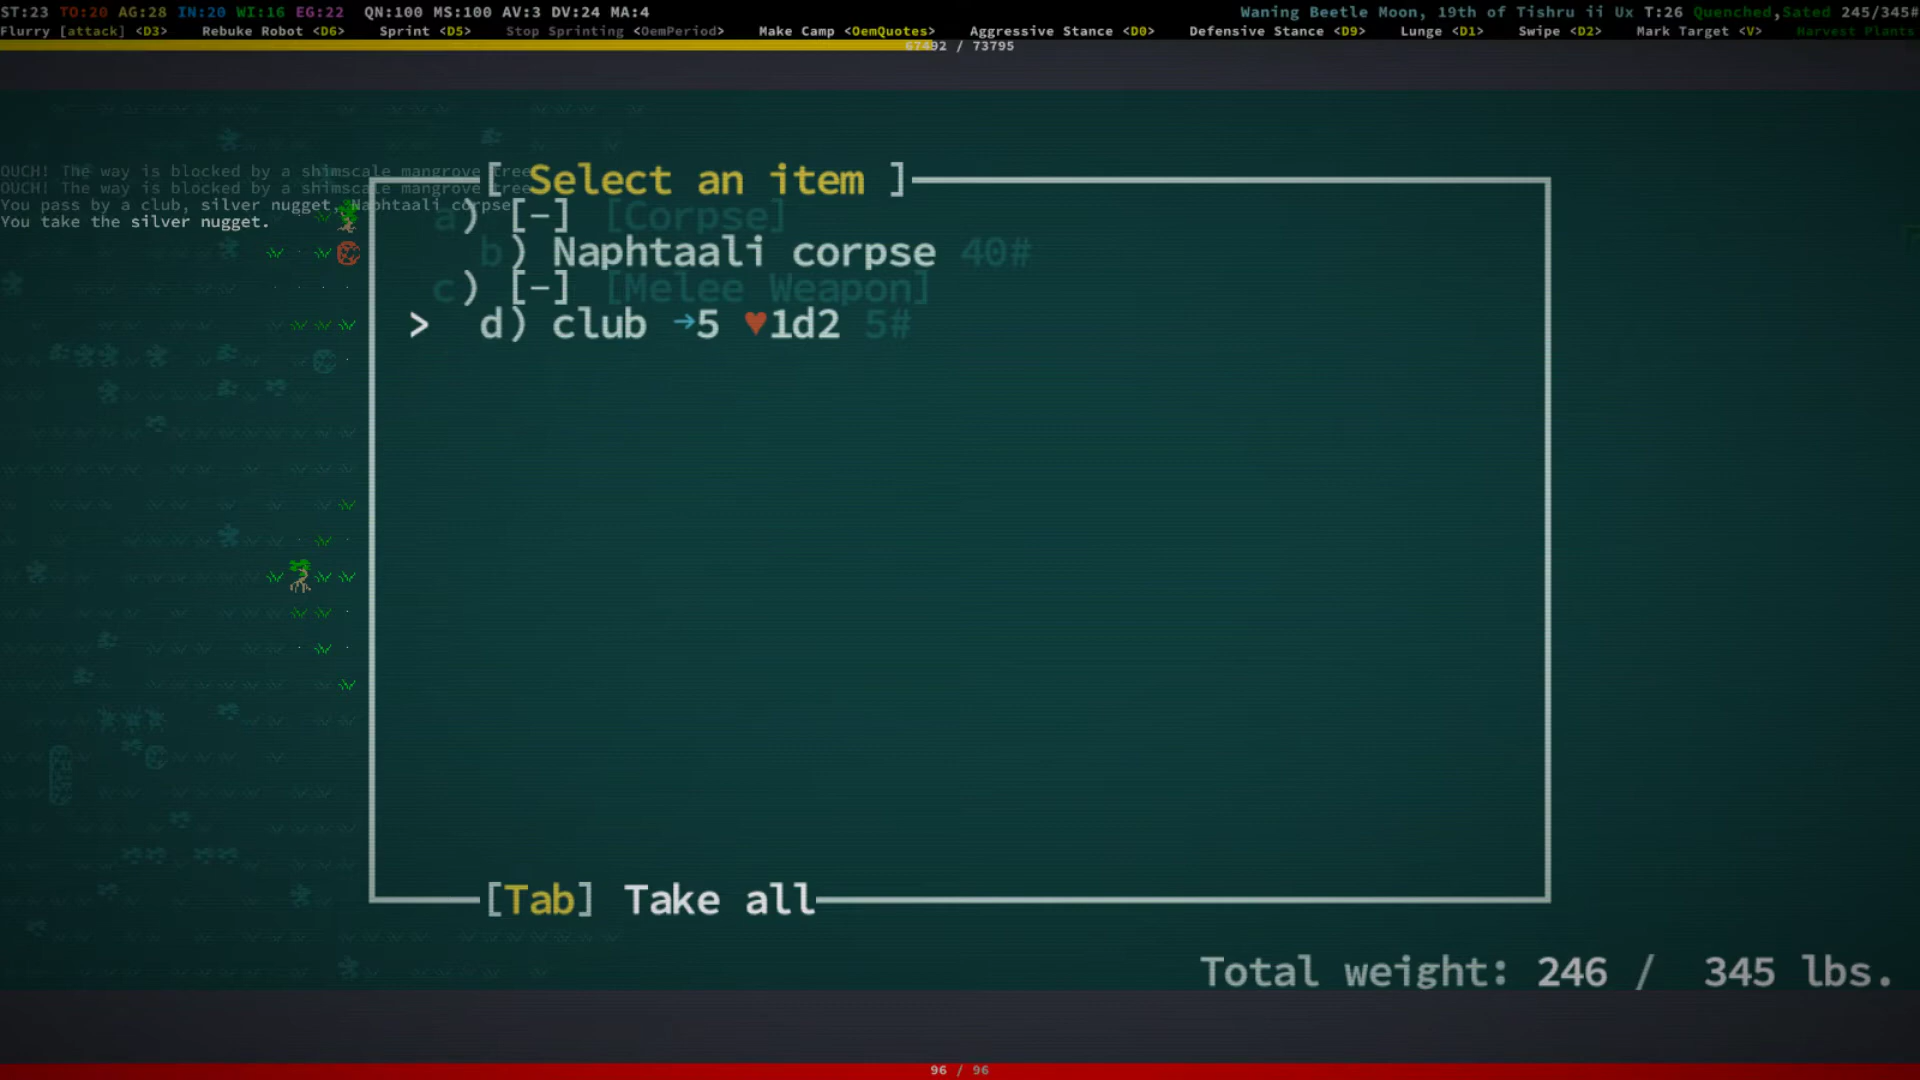 ST:23 TO:20 AG:28 IN:20 WI:16 EG:22 QN:100 MS:100 AV:3 DV:24 MA:4 Waning Beetle Moon, 19th of Tishru ii Ux T:26 Quenched,Sated 245/345#
Flurry [attack] <D3> Rebuke Robot <D6> Sprint <D5> Stop Sprinting <OemPeriod> Make Camp <OemQuotes> Aggressive Stance <D0> Defensive Stance <D9> Lunge <D1> Swipe <D2> Mark Target <V> Harvest Plants
67492 / 73795
OUCH! The way is blocked by a shimscale mangrove tree
OUCH! The way is blocked by a shimscale mangrove tree
You pass by a club, silver nugget, Naphtaali corpse
You take the silver nugget.
[ Select an item ]
a) [-] [Corpse]
b) Naphtaali corpse 40#
c) [-] [Melee Weapon]
> d) club →5 ♥1d2 5#
[Tab] Take all
Total weight: 246 / 345 lbs.
96 / 96